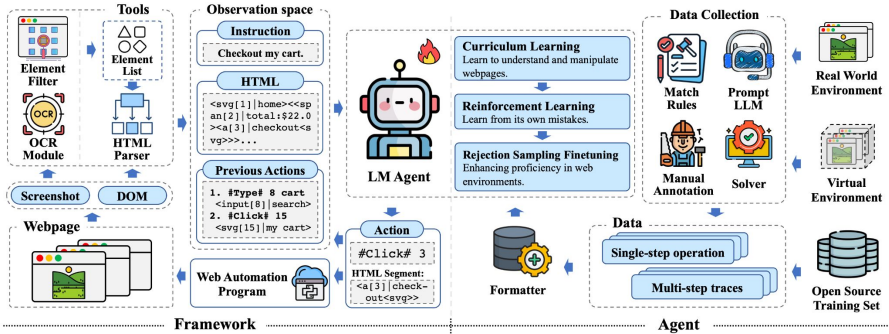 Tools
Element
Filter
Element
List
OCR
OCR
Module
HTML
Parser
Screenshot
DOM
Webpage
Observation space
Instruction
Checkout my cart.
HTML
<svg[1]|home><<sp
an[2]|total:$22.0
><a[3]|checkout<s
vg>>>...
Previous Actions
1. #Type# 8 cart
<input[8]|search>
2. #Click# 15
<svg[15]|my cart>
LM Agent
Curriculum Learning
Learn to understand and manipulate
webpages.
Reinforcement Learning
Learn from its own mistakes.
Rejection Sampling Finetuning
Enhancing proficiency in web
environments.
Action
#Click# 3
HTML Segment:
<a[3]|check-
out<svg>>
Web Automation
Program
Data Collection
Match
Rules
Prompt
LLM
Manual
Annotation
Solver
Real World
Environment
Virtual
Environment
Data
Single-step operation
Multi-step traces
Formatter
Open Source
Training Set
Framework
Agent